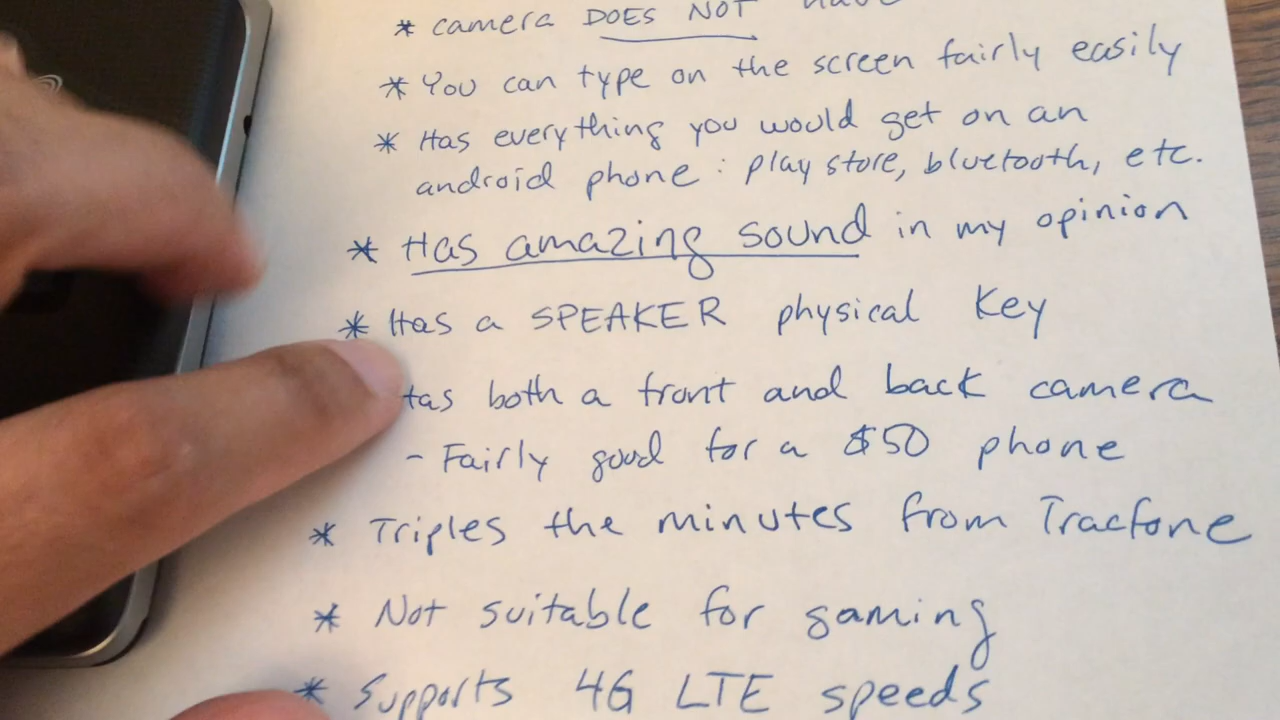 * camera DOES NOT
* You can type on the screen fairly easily
* Has everything you would get on an
android phone: play store, bluetooth, etc.
* Has amazing sound in my opinion
* Has a SPEAKER physical key
Has both a front and back camera
- Fairly good for a $50 phone
* Triples the minutes from Tracfone
* Not suitable for gaming
* Supports 4G LTE speeds